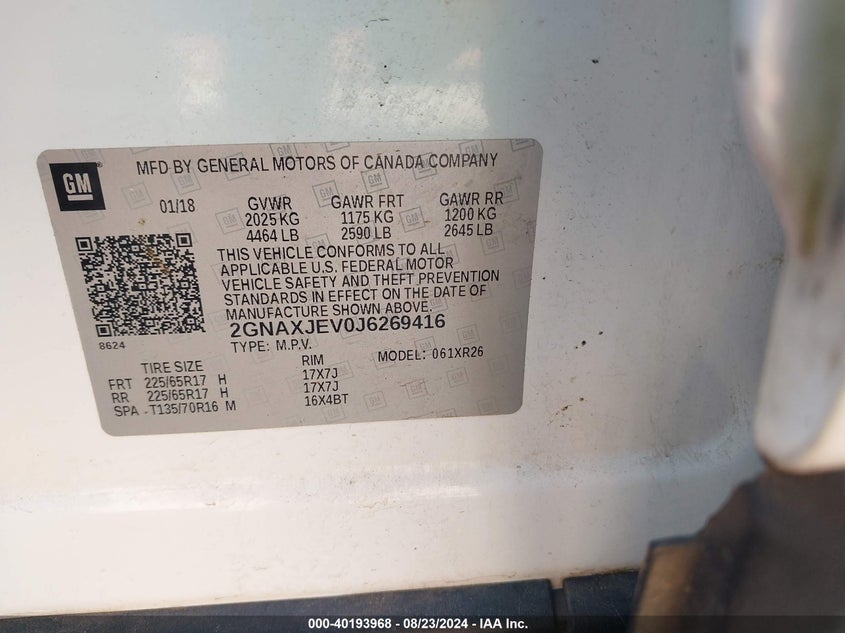 GM
MFD BY GENERAL MOTORS OF CANADA COMPANY
01/18 GVWR GAWR FRT GAWR RR
2025 KG 1175 KG 1200 KG
4464 LB 2590 LB 2645 LB
THIS VEHICLE CONFORMS TO ALL
APPLICABLE U.S. FEDERAL MOTOR
VEHICLE SAFETY AND THEFT PREVENTION
STANDARDS IN EFFECT ON THE DATE OF
MANUFACTURE SHOWN ABOVE.
2GNAXJEV0J6269416
8624
TYPE: M.P.V. MODEL: 061XR26
TIRE SIZE RIM
FRT 225/65R17 H 17X7J
RR 225/65R17 H 17X7J
SPA - T135/70R16 M 16X4BT
000-40193968 - 08/23/2024 - IAA Inc.